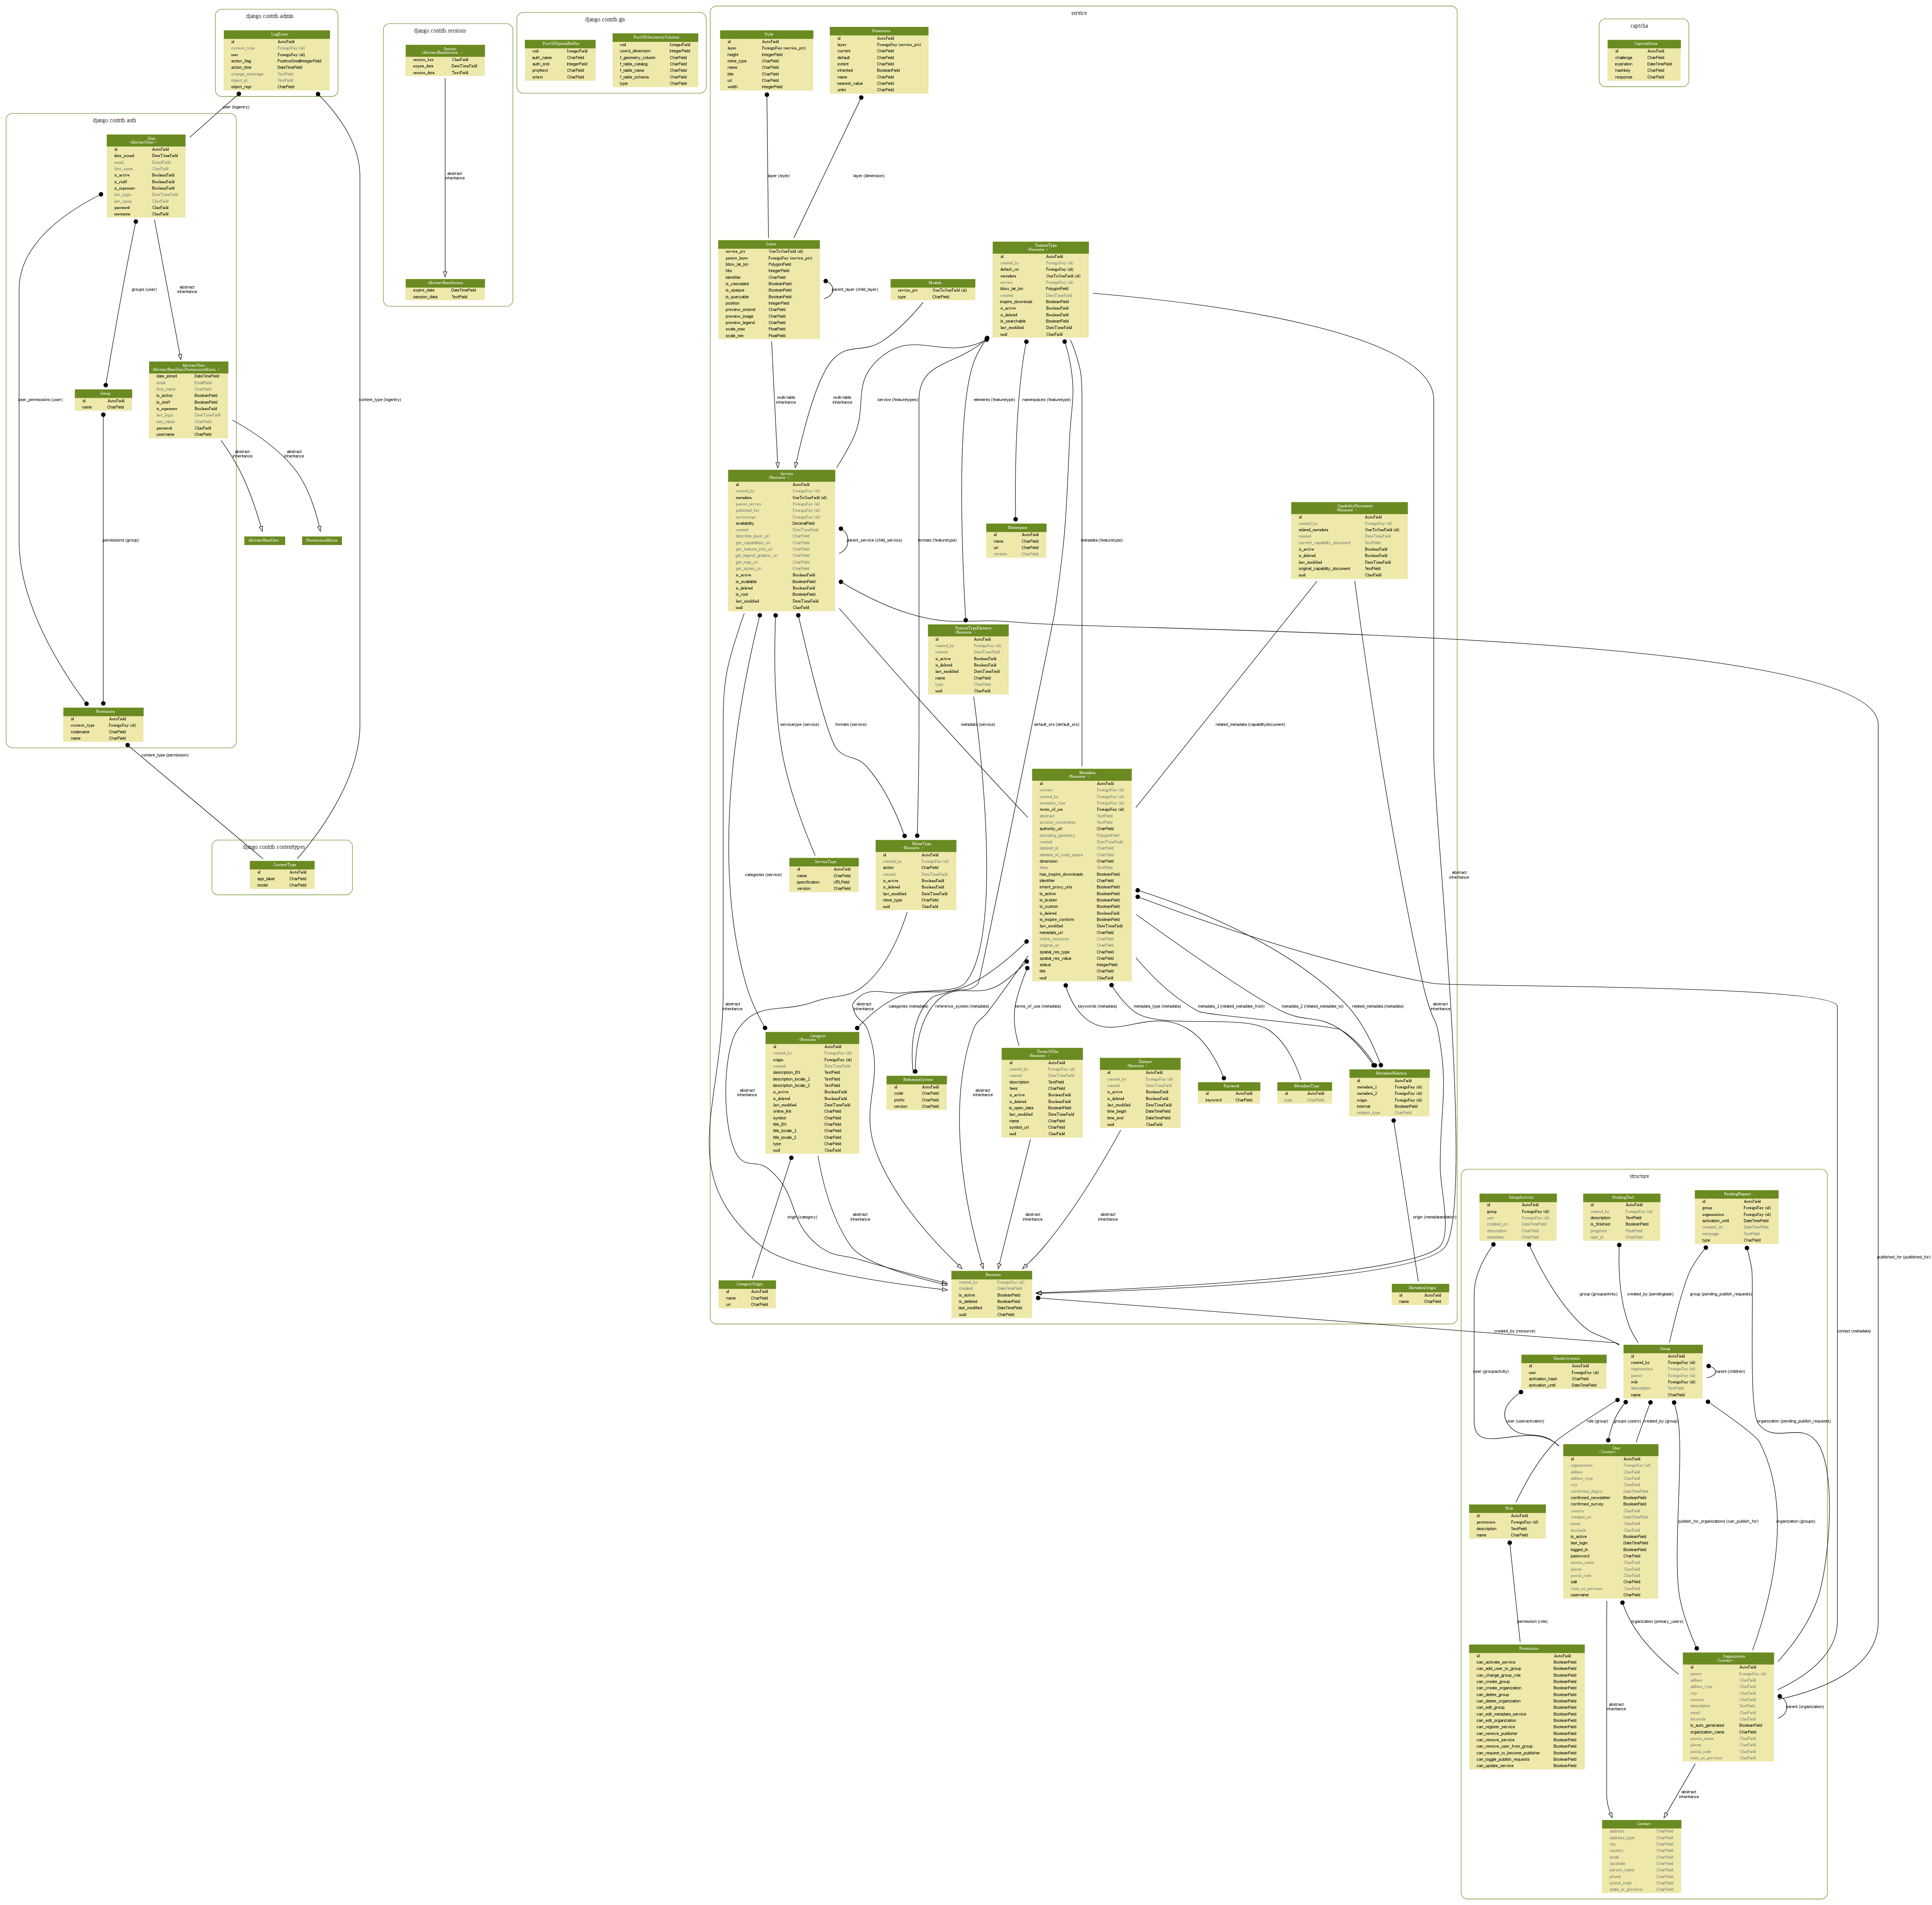 django.contrib.admin
LogEntry
id AutoField
content_type ForeignKey (id)
user ForeignKey (id)
action_flag PositiveSmallIntegerField
action_time DateTimeField
change_message TextField
object_id TextField
object_repr CharField
user (logentry)
content_type (logentry)
django.contrib.auth
User
<AbstractUser>
id AutoField
date_joined DateTimeField
email EmailField
first_name CharField
is_active BooleanField
is_staff BooleanField
is_superuser BooleanField
last_login DateTimeField
last_name CharField
password CharField
username CharField
groups (user)
abstract
inheritance
user_permissions (user)
Group
id AutoField
name CharField
AbstractUser
<AbstractBaseUser,PermissionsMixin>
date_joined DateTimeField
email EmailField
first_name CharField
is_active BooleanField
is_staff BooleanField
is_superuser BooleanField
last_login DateTimeField
last_name CharField
password CharField
username CharField
abstract
inheritance
abstract
inheritance
permissions (group)
AbstractBaseUser
PermissionsMixin
Permission
id AutoField
content_type ForeignKey (id)
codename CharField
name CharField
content_type (permission)
django.contrib.contenttypes
ContentType
id AutoField
app_label CharField
model CharField
django.contrib.sessions
Session
<AbstractBaseSession>
session_key CharField
expire_date DateTimeField
session_data TextField
abstract
inheritance
AbstractBaseSession
expire_date DateTimeField
session_data TextField
django.contrib.gis
PostGISSpatialRefSys
srid IntegerField
auth_name CharField
auth_srid IntegerField
proj4text CharField
srtext CharField
PostGISGeometryColumns
srid IntegerField
coord_dimension IntegerField
f_geometry_column CharField
f_table_catalog CharField
f_table_name CharField
f_table_schema CharField
type CharField
service
Style
id AutoField
layer ForeignKey (service_ptr)
height IntegerField
mime_type CharField
name CharField
title CharField
uri CharField
width IntegerField
Dimension
id AutoField
layer ForeignKey (service_ptr)
current CharField
default CharField
extent CharField
inherited BooleanField
name CharField
nearest_value CharField
units CharField
layer (style)
layer (dimension)
Layer
service_ptr OneToOneField (id)
parent_layer ForeignKey (service_ptr)
bbox_lat_lon PolygonField
hits IntegerField
identifier CharField
is_cascaded BooleanField
is_opaque BooleanField
is_queryable BooleanField
position IntegerField
preview_extend CharField
preview_image CharField
preview_legend CharField
scale_max FloatField
scale_min FloatField
parent_layer (child_layer)
Module
service_ptr OneToOneField (id)
type CharField
FeatureType
<Resource>
id AutoField
created_by ForeignKey (id)
default_srs ForeignKey (id)
metadata OneToOneField (id)
service ForeignKey (id)
bbox_lat_lon PolygonField
created DateTimeField
inspire_download BooleanField
is_active BooleanField
is_deleted BooleanField
is_searchable BooleanField
last_modified DateTimeField
uuid CharField
multi-table
inheritance
multi-table
inheritance
service (featuretypes)
elements (featuretype)
namespaces (featuretype)
Service
<Resource>
id AutoField
created_by ForeignKey (id)
metadata OneToOneField (id)
parent_service ForeignKey (id)
published_for ForeignKey (id)
servicetype ForeignKey (id)
availability DecimalField
created DateTimeField
describe_layer_uri CharField
get_capabilities_uri CharField
get_feature_info_uri CharField
get_legend_graphic_uri CharField
get_map_uri CharField
get_styles_uri CharField
is_active BooleanField
is_available BooleanField
is_deleted BooleanField
is_root BooleanField
last_modified DateTimeField
uuid CharField
parent_service (child_service)
formats (featuretype)
Namespace
id AutoField
name CharField
uri CharField
version CharField
metadata (featuretype)
CapabilityDocument
<Resource>
id AutoField
created_by ForeignKey (id)
related_metadata OneToOneField (id)
created DateTimeField
current_capability_document TextField
is_active BooleanField
is_deleted BooleanField
last_modified DateTimeField
original_capability_document TextField
uuid CharField
FeatureTypeElement
<Resource>
id AutoField
created_by ForeignKey (id)
created DateTimeField
is_active BooleanField
is_deleted BooleanField
last_modified DateTimeField
name CharField
type CharField
uuid CharField
servicetype (service)
formats (service)
metadata (service)
default_srs (default_srs)
related_metadata (capabilitydocument)
Metadata
<Resource>
id AutoField
contact ForeignKey (id)
created_by ForeignKey (id)
metadata_type ForeignKey (id)
terms_of_use ForeignKey (id)
abstract TextField
access_constraints TextField
authority_url CharField
bounding_geometry PolygonField
created DateTimeField
dataset_id CharField
dataset_id_code_space CharField
dimension CharField
fees TextField
has_inspire_downloads BooleanField
identifier CharField
inherit_proxy_uris BooleanField
is_active BooleanField
is_broken BooleanField
is_custom BooleanField
is_deleted BooleanField
is_inspire_conform BooleanField
last_modified DateTimeField
metadata_url CharField
online_resource CharField
original_uri CharField
spatial_res_type CharField
spatial_res_value CharField
status IntegerField
title CharField
uuid CharField
categories (service)
ServiceType
id AutoField
name CharField
specification URLField
version CharField
MimeType
<Resource>
id AutoField
created_by ForeignKey (id)
action CharField
created DateTimeField
is_active BooleanField
is_deleted BooleanField
last_modified DateTimeField
mime_type CharField
uuid CharField
abstract
inheritance
abstract
inheritance
abstract
inheritance
categories (metadata)
reference_system (metadata)
terms_of_use (metadata)
keywords (metadata)
metadata_type (metadata)
metadata_1 (related_metadata_from)
metadata_2 (related_metadata_to)
related_metadata (metadata)
abstract
inheritance
Category
<Resource>
id AutoField
created_by ForeignKey (id)
origin ForeignKey (id)
created DateTimeField
description_EN TextField
description_locale_1 TextField
description_locale_2 TextField
is_active BooleanField
is_deleted BooleanField
last_modified DateTimeField
online_link CharField
symbol CharField
title_EN CharField
title_locale_1 CharField
title_locale_2 CharField
type CharField
uuid CharField
ReferenceSystem
id AutoField
code CharField
prefix CharField
version CharField
TermsOfUse
<Resource>
id AutoField
created_by ForeignKey (id)
created DateTimeField
description TextField
fees CharField
is_active BooleanField
is_deleted BooleanField
is_open_data BooleanField
last_modified DateTimeField
name CharField
symbol_url CharField
uuid CharField
Dataset
<Resource>
id AutoField
created_by ForeignKey (id)
created DateTimeField
is_active BooleanField
is_deleted BooleanField
last_modified DateTimeField
time_begin DateTimeField
time_end DateTimeField
uuid CharField
Keyword
id AutoField
keyword CharField
MetadataType
id AutoField
type CharField
MetadataRelation
id AutoField
metadata_1 ForeignKey (id)
metadata_2 ForeignKey (id)
origin ForeignKey (id)
internal BooleanField
relation_type CharField
abstract
inheritance
abstract
inheritance
origin (category)
abstract
inheritance
abstract
inheritance
abstract
inheritance
origin (metadatarelation)
CategoryOrigin
id AutoField
name CharField
uri CharField
Resource
created_by ForeignKey (id)
created DateTimeField
is_active BooleanField
is_deleted BooleanField
last_modified DateTimeField
uuid CharField
MetadataOrigin
id AutoField
name CharField
created_by (resource)
captcha
CaptchaStore
id AutoField
challenge CharField
expiration DateTimeField
hashkey CharField
response CharField
published_for (published_for)
contact (metadata)
structure
GroupActivity
id AutoField
group ForeignKey (id)
user ForeignKey (id)
created_on DateTimeField
description CharField
metadata CharField
PendingTask
id AutoField
created_by ForeignKey (id)
description TextField
is_finished BooleanField
progress FloatField
task_id CharField
PendingRequest
id AutoField
group ForeignKey (id)
organization ForeignKey (id)
activation_until DateTimeField
created_on DateTimeField
message TextField
type CharField
group (groupactivity)
created_by (pendingtask)
group (pending_publish_requests)
user (groupactivity)
UserActivation
id AutoField
user ForeignKey (id)
activation_hash CharField
activation_until DateTimeField
Group
id AutoField
created_by ForeignKey (id)
organization ForeignKey (id)
parent ForeignKey (id)
role ForeignKey (id)
description TextField
name CharField
parent (children)
user (useractivation)
role (group)
groups (users)
created_by (group)
organization (pending_publish_requests)
User
<Contact>
id AutoField
organization ForeignKey (id)
address CharField
address_type CharField
city CharField
confirmed_dsgvo DateTimeField
confirmed_newsletter BooleanField
confirmed_survey BooleanField
country CharField
created_on DateTimeField
email CharField
facsimile CharField
is_active BooleanField
last_login DateTimeField
logged_in BooleanField
password CharField
person_name CharField
phone CharField
postal_code CharField
salt CharField
state_or_province CharField
username CharField
Role
id AutoField
permission ForeignKey (id)
description TextField
name CharField
publish_for_organizations (can_publish_for)
organization (groups)
permission (role)
organization (primary_users)
Permission
id AutoField
can_activate_service BooleanField
can_add_user_to_group BooleanField
can_change_group_role BooleanField
can_create_group BooleanField
can_create_organization BooleanField
can_delete_group BooleanField
can_delete_organization BooleanField
can_edit_group BooleanField
can_edit_metadata_service BooleanField
can_edit_organization BooleanField
can_register_service BooleanField
can_remove_publisher BooleanField
can_remove_service BooleanField
can_remove_user_from_group BooleanField
can_request_to_become_publisher BooleanField
can_toggle_publish_requests BooleanField
can_update_service BooleanField
Organization
<Contact>
id AutoField
parent ForeignKey (id)
address CharField
address_type CharField
city CharField
country CharField
description TextField
email CharField
facsimile CharField
is_auto_generated BooleanField
organization_name CharField
person_name CharField
phone CharField
postal_code CharField
state_or_province CharField
parent (organization)
abstract
inheritance
abstract
inheritance
Contact
address CharField
address_type CharField
city CharField
country CharField
email CharField
facsimile CharField
person_name CharField
phone CharField
postal_code CharField
state_or_province CharField